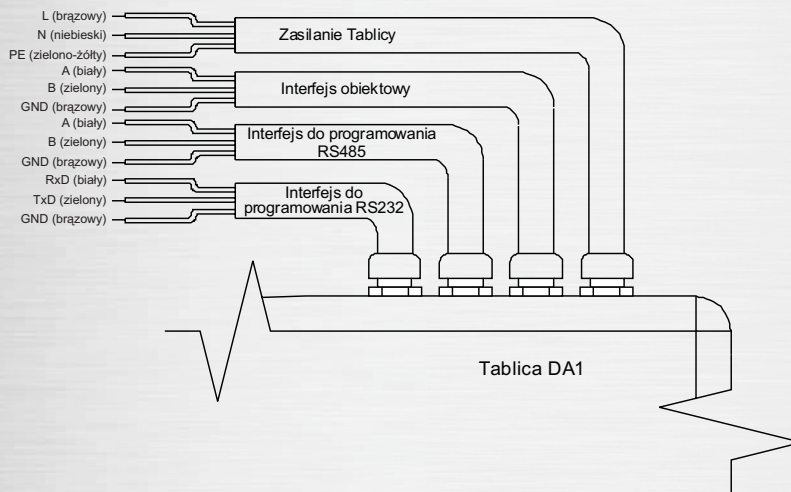 L (brązowy)
N (niebieski)
PE (zielono-żółty)
Zasilanie Tablicy
A (biały)
B (zielony)
GND (brązowy)
Interfejs obiektowy
A (biały)
B (zielony)
GND (brązowy)
Interfejs do programowania
RS485
RxD (biały)
TxD (zielony)
GND (brązowy)
Interfejs do
programowania RS232
Tablica DA1